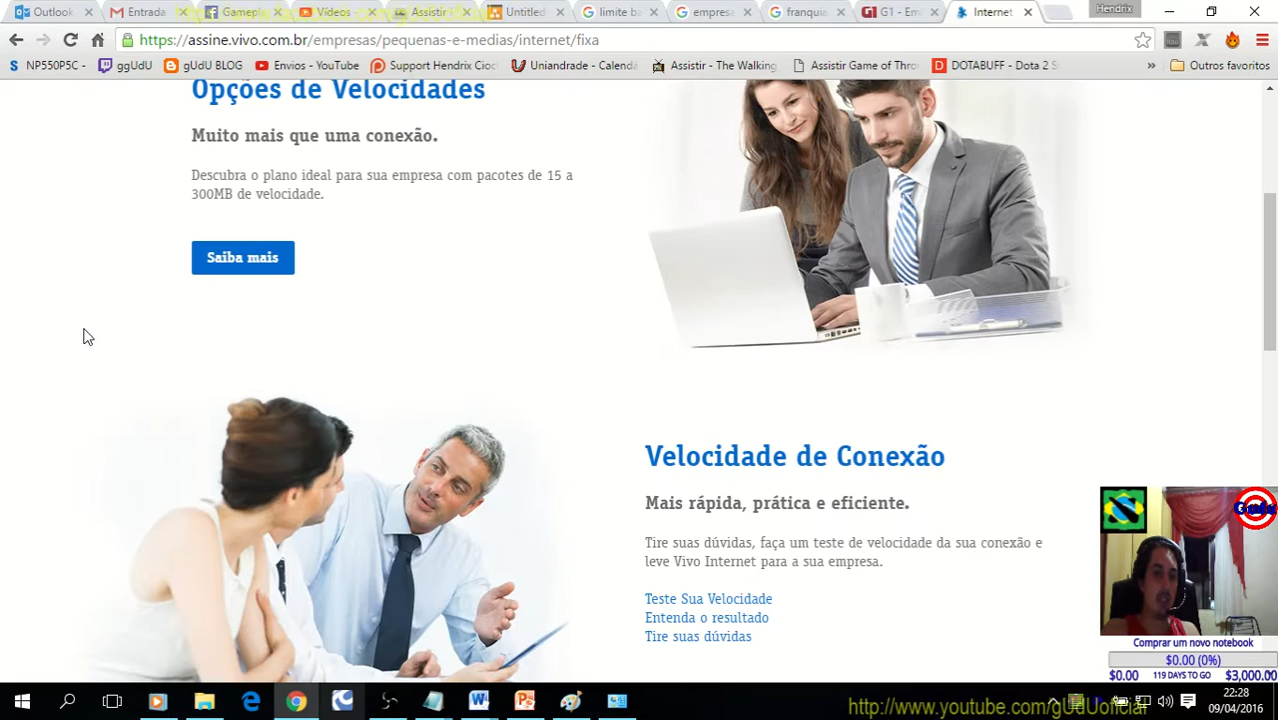 Outlook
Entrada
Gamepl
Vídeos
Assistir
Untitled
limite ba
empresa
franquia
G1 - Em
Internet
Hendrix
https://assine.vivo.com.br/empresas/pequenas-e-medias/internet/fixa
NP550P5C -
ggUdU
gUdU BLOG
Envios - YouTube
Support Hendrix Cioc
Uniandrade - Calenda
Assistir - The Walking
Assistir Game of Thro
DOTABUFF - Dota 2 S
»
Outros favoritos
Opções de Velocidades
Muito mais que uma conexão.
Descubra o plano ideal para sua empresa com pacotes de 15 a
300MB de velocidade.
Saiba mais
Velocidade de Conexão
Mais rápida, prática e eficiente.
Tire suas dúvidas, faça um teste de velocidade da sua conexão e
leve Vivo Internet para a sua empresa.
Teste Sua Velocidade
Entenda o resultado
Tire suas dúvidas
Gudu
Comprar um novo notebook
$0.00 (0%)
$0.00 119 DAYS TO GO $3,000.00
http://www.youtube.com/gUdUoficial
22:28
09/04/2016